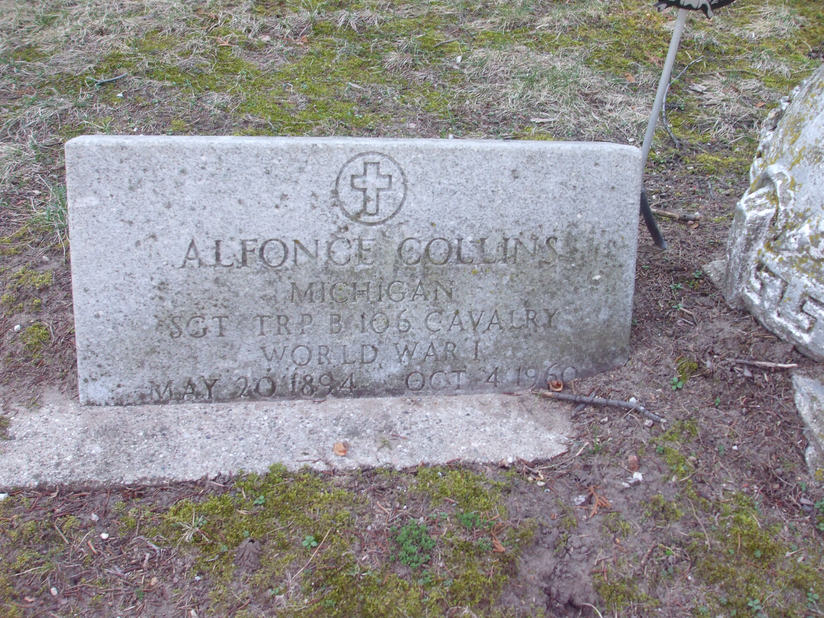 ALFONCE COLLINS
MICHIGAN
SGT TRP B 106 CAVALRY
WORLD WAR I
MAY 20 1894 OCT 4 1960